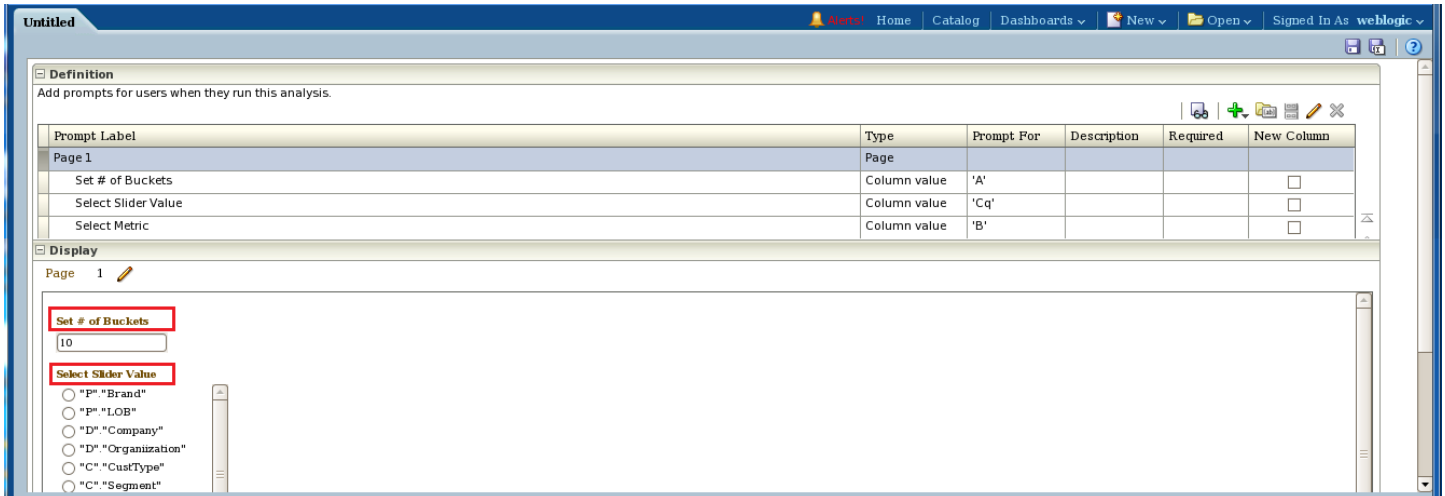 Untitled
Alerts! Home Catalog Dashboards New Open Signed In As weblogic
Definition
Add prompts for users when they run this analysis.
Prompt Label Type Prompt For Description Required New Column
Page 1 Page
Set # of Buckets Column value 'A'
Select Slider Value Column value 'Cq'
Select Metric Column value 'B'
Display
Page 1
Set # of Buckets
10
Select Slider Value
"P"."Brand"
"P"."LOB"
"D"."Company"
"D"."Organiization"
"C"."CustType"
"C"."Segment"